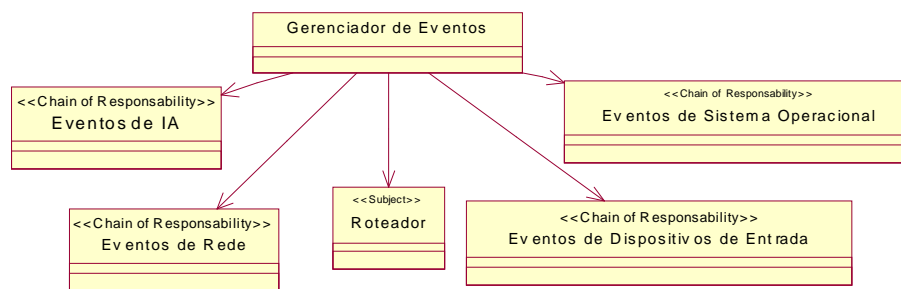 Gerenciador de Eventos
<<Chain of Responsability>>
Eventos de IA
<<Chain of Responsability>>
Eventos de Sistema Operacional
<<Subject>>
Roteador
<<Chain of Responsability>>
Eventos de Rede
<<Chain of Responsability>>
Eventos de Dispositivos de Entrada